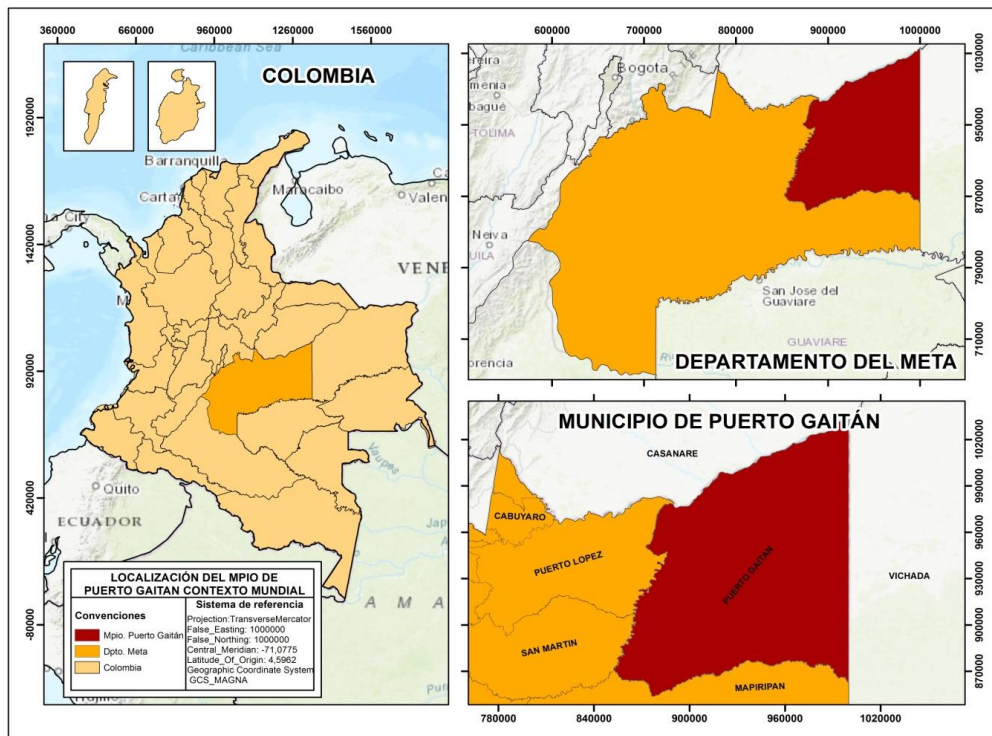 360000 660000 960000 1260000 1560000
Caribbean Sea
COLOMBIA
1920000
1420000
920000
420000
-80000
Barranquilla
Carta
Maracaibo
Valen
City
VENE
Quito
ECUADOR
Vaupes
A M A
LOCALIZACIÓN DEL MPIO DE
PUERTO GAITAN CONTEXTO MUNDIAL
Convenciones
Mpio. Puerto Gaitán
Dpto. Meta
Colombia
Sistema de referencia
Projection:TransverseMercator
False_Easting: 1000000
False_Northing: 1000000
Central_Meridian: -71,0775
Latitude_Of_Origin: 4,5962
Geographic Coordinate System
GCS_MAGNA
600000 700000 800000 900000 1000000
1030000
950000
870000
790000
710000
Bogota
TOLIMA
Neiva
San Jose del
Guaviare
GUAVIARE
orencia
DEPARTAMENTO DEL META
MUNICIPIO DE PUERTO GAITÁN
CASANARE
CABUYARO
PUERTO LOPEZ
PUERTO GAITAN
VICHADA
SAN MARTIN
MAPIRIPAN
1020000
990000
960000
930000
900000
870000
780000 840000 900000 960000 1020000